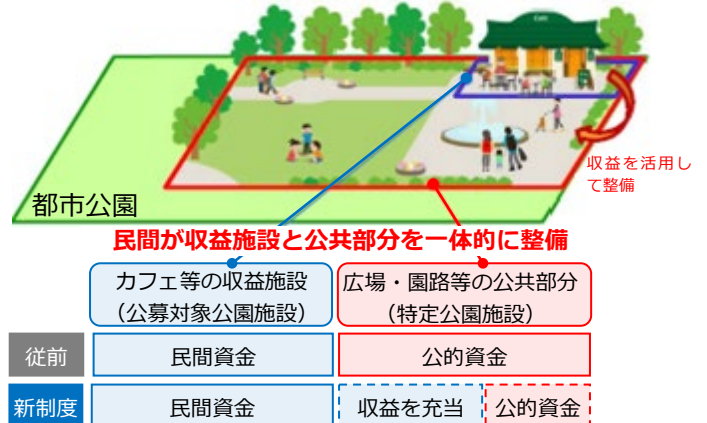 Cafe
収益を活用し
て整備
都市公園
民間が収益施設と公共部分を一体的に整備
カフェ等の収益施設
（公募対象公園施設）
広場・園路等の公共部分
（特定公園施設）
従前
民間資金
公的資金
新制度
民間資金
収益を充当
公的資金